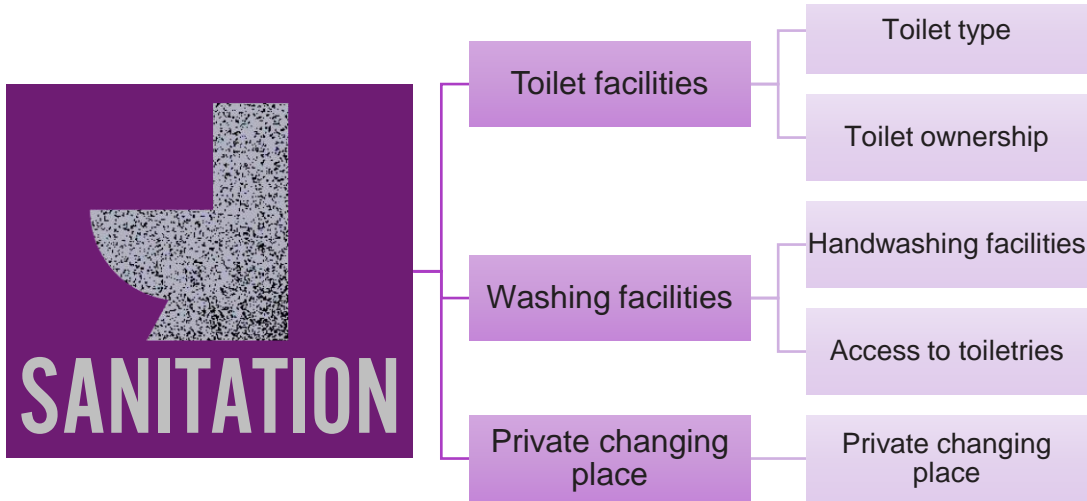 SANITATION
Toilet facilities
Toilet type
Toilet ownership
Washing facilities
Handwashing facilities
Access to toiletries
Private changing
place
Private changing
place